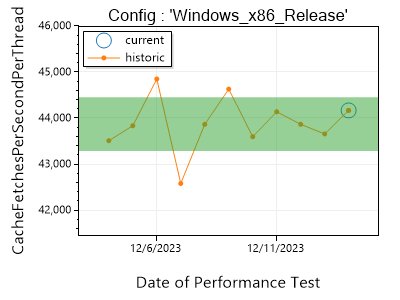 Config : 'Windows_x86_Release'
CacheFetchesPerSecondPerThread
46,000
45,000
44,000
43,000
42,000
current
historic
12/6/2023
12/11/2023
Date of Performance Test